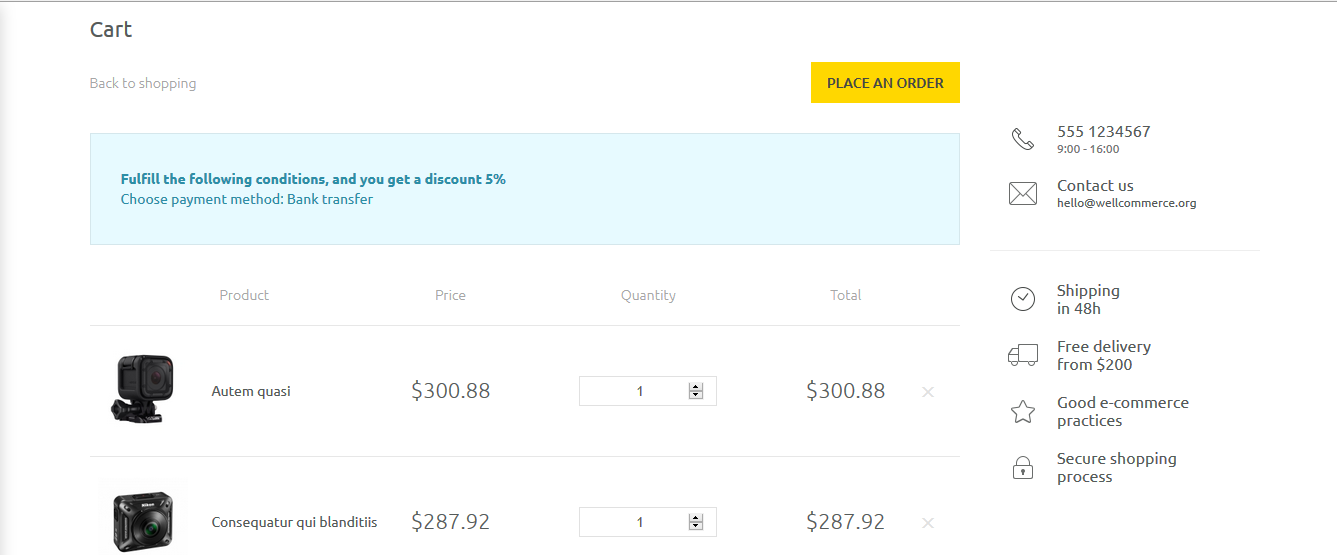 Cart
Back to shopping
PLACE AN ORDER
Fulfill the following conditions, and you get a discount 5%
Choose payment method: Bank transfer
Product Price Quantity Total
Autem quasi $300.88 1 $300.88 ×
Consequatur qui blanditiis $287.92 1 $287.92 ×
Nikon
555 1234567
9:00 - 16:00
Contact us
hello@wellcommerce.org
Shipping
in 48h
Free delivery
from $200
Good e-commerce
practices
Secure shopping
process